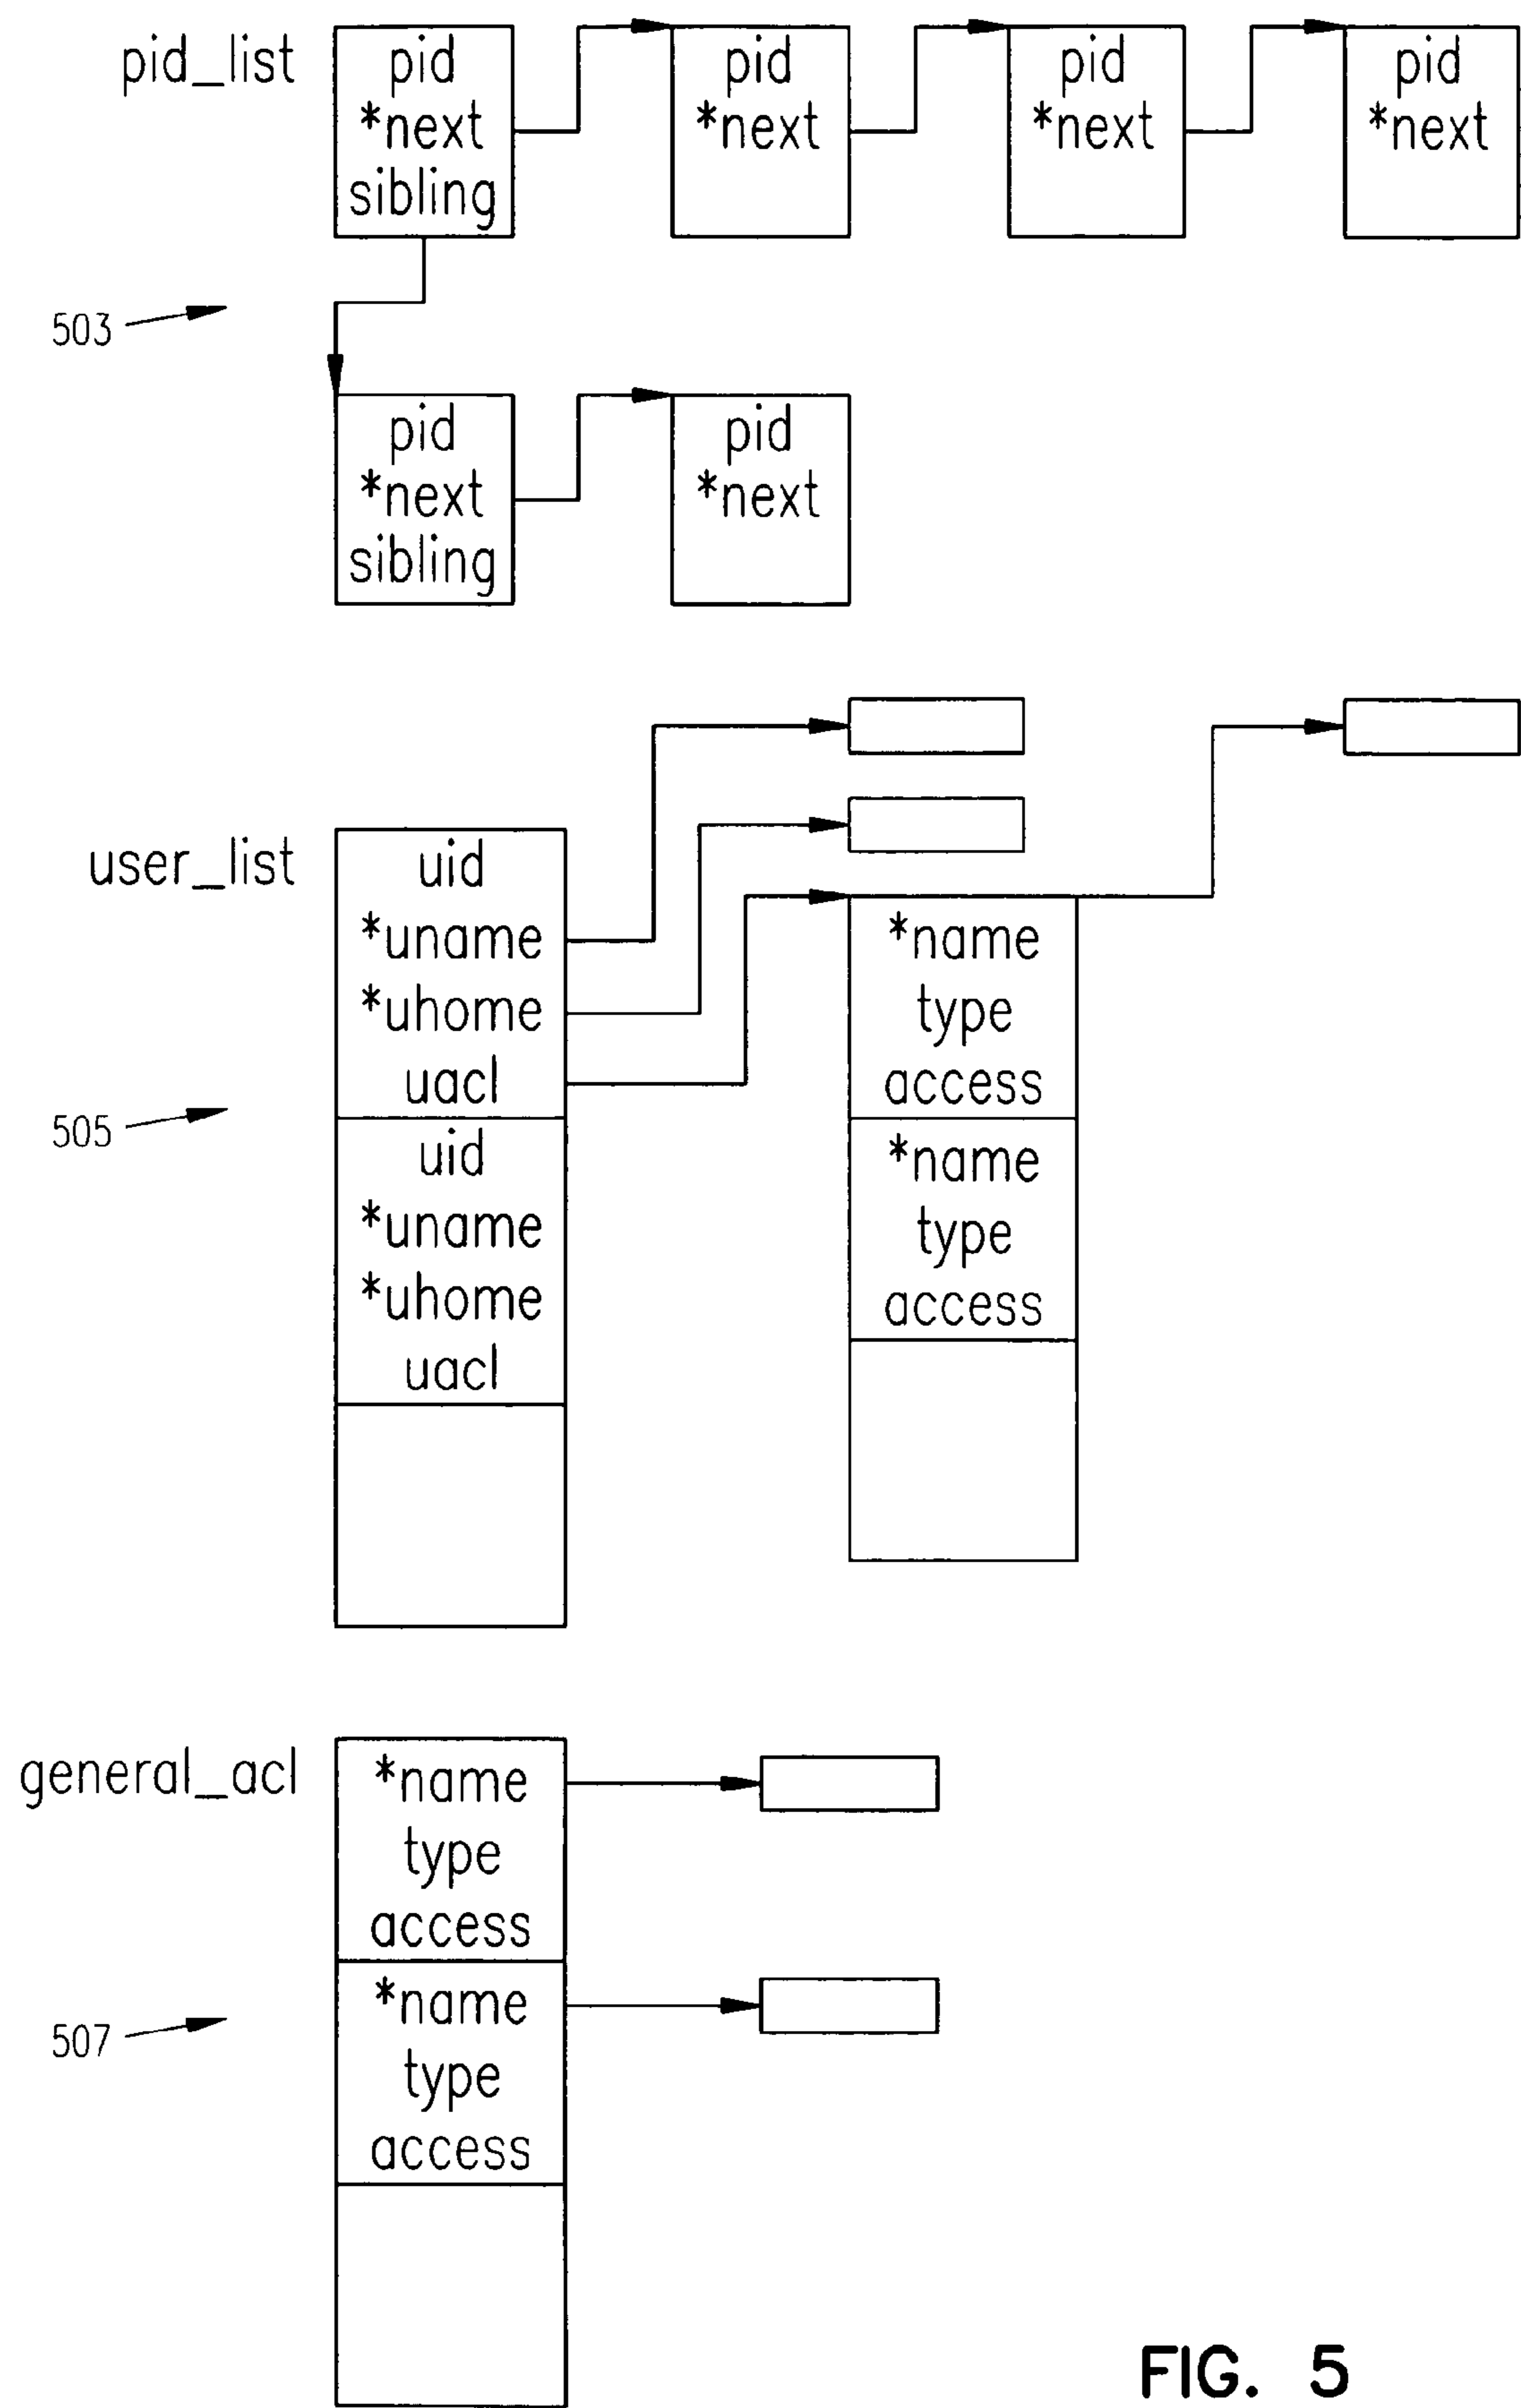 pid_list
pid
*next
sibling
pid
*next
pid
*next
pid
*next
503
pid
*next
sibling
pid
*next
user_list
uid
*uname
*uhome
uacl
uid
*uname
*uhome
uacl
*name
type
access
*name
type
access
505
general_acl
*name
type
access
*name
type
access
507
FIG. 5